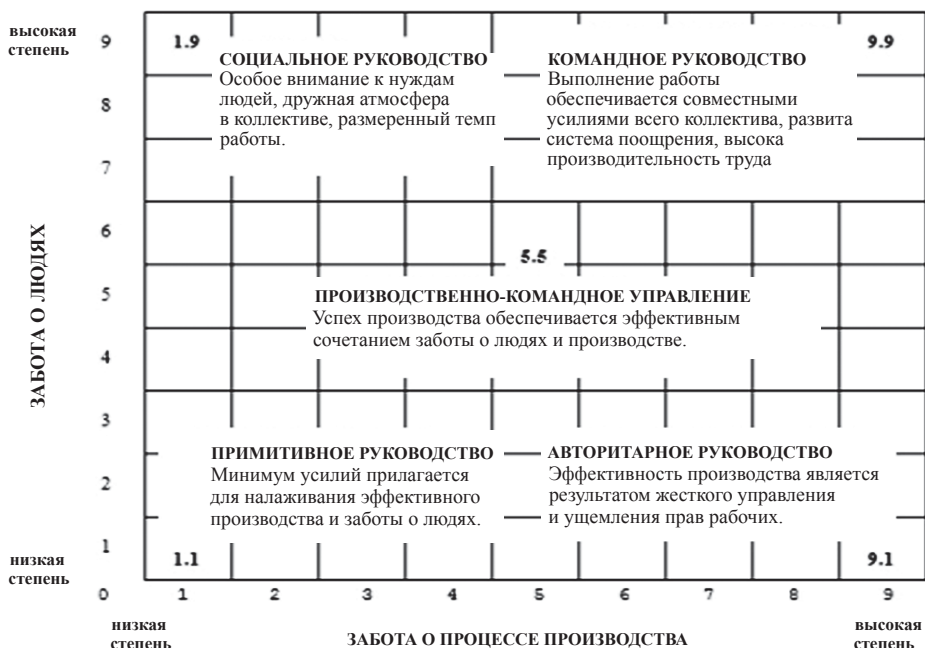 высокая
степень
9
1.9
9.9
СОЦИАЛЬНОЕ РУКОВОДСТВО
Особое внимание к нуждам
людей, дружная атмосфера
в коллективе, размеренный темп
работы.
КОМАНДНОЕ РУКОВОДСТВО
Выполнение работы
обеспечивается совместными
усилиями всего коллектива, развита
система поощрения, высока
производительность труда
8
7
6
5
4
3
2
1
0
ЗАБОТА О ЛЮДЯХ
5.5
ПРОИЗВОДСТВЕННО-КОМАНДНОЕ УПРАВЛЕНИЕ
Успех производства обеспечивается эффективным
сочетанием заботы о людях и производстве.
ПРИМИТИВНОЕ РУКОВОДСТВО
Минимум усилий прилагается
для налаживания эффективного
производства и заботы о людях.
АВТОРИТАРНОЕ РУКОВОДСТВО
Эффективность производства является
результатом жесткого управления
и ущемления прав рабочих.
низкая
степень
1.1
9.1
1 2 3 4 5 6 7 8 9
низкая
степень
ЗАБОТА О ПРОЦЕССЕ ПРОИЗВОДСТВА
высокая
степень